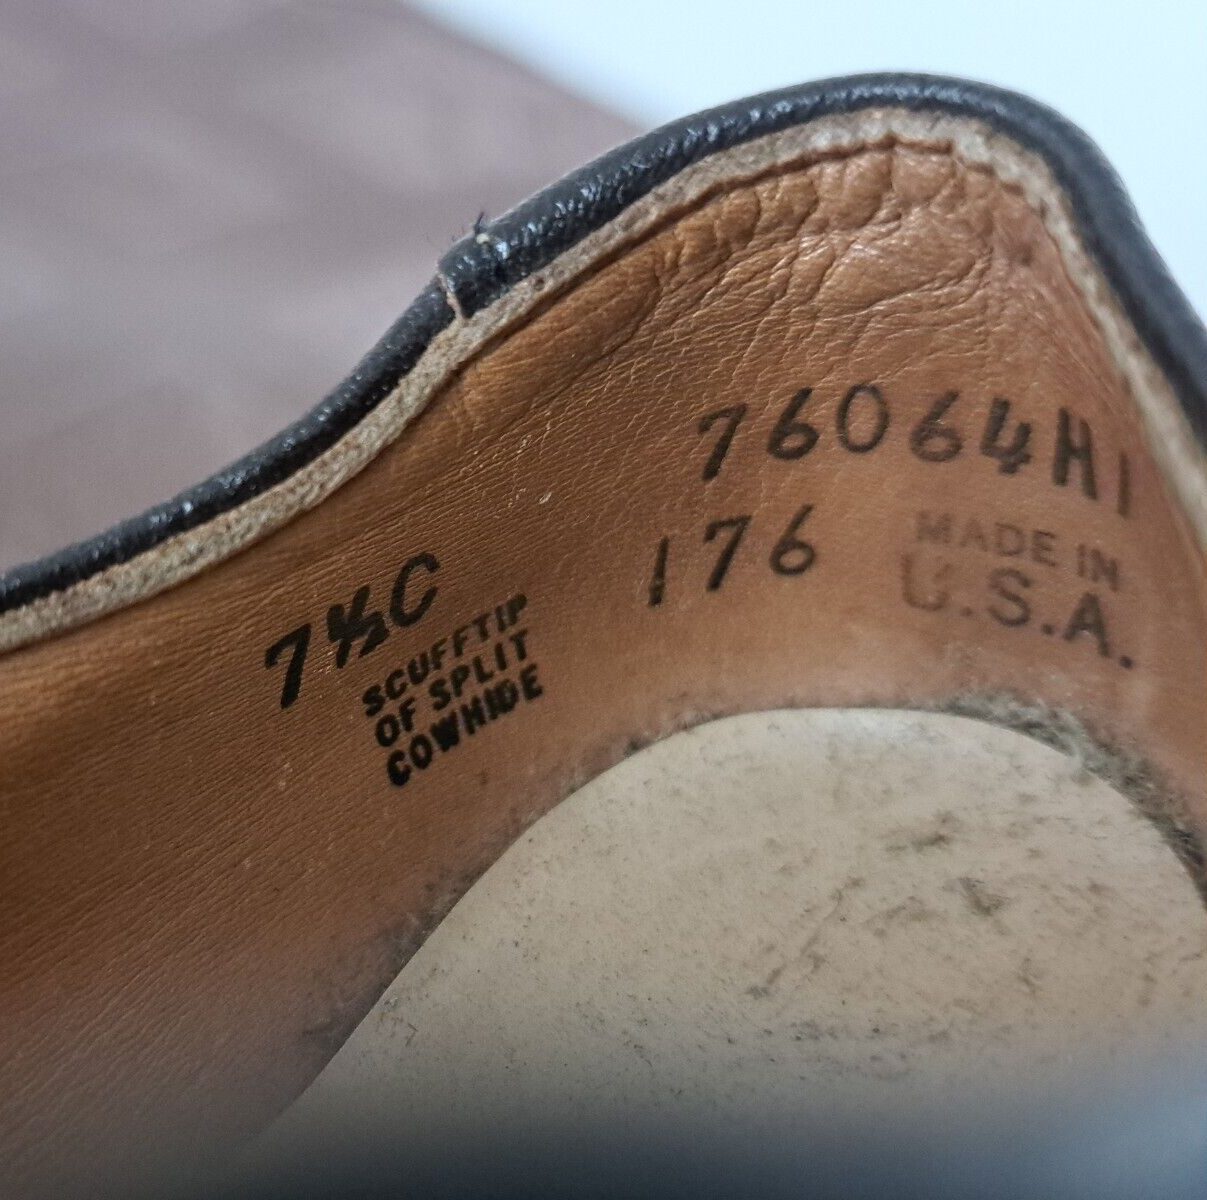 76064H1
176
MADE IN
U.S.A.
7½C
SCUFFTIP
OF SPLIT
COWHIDE